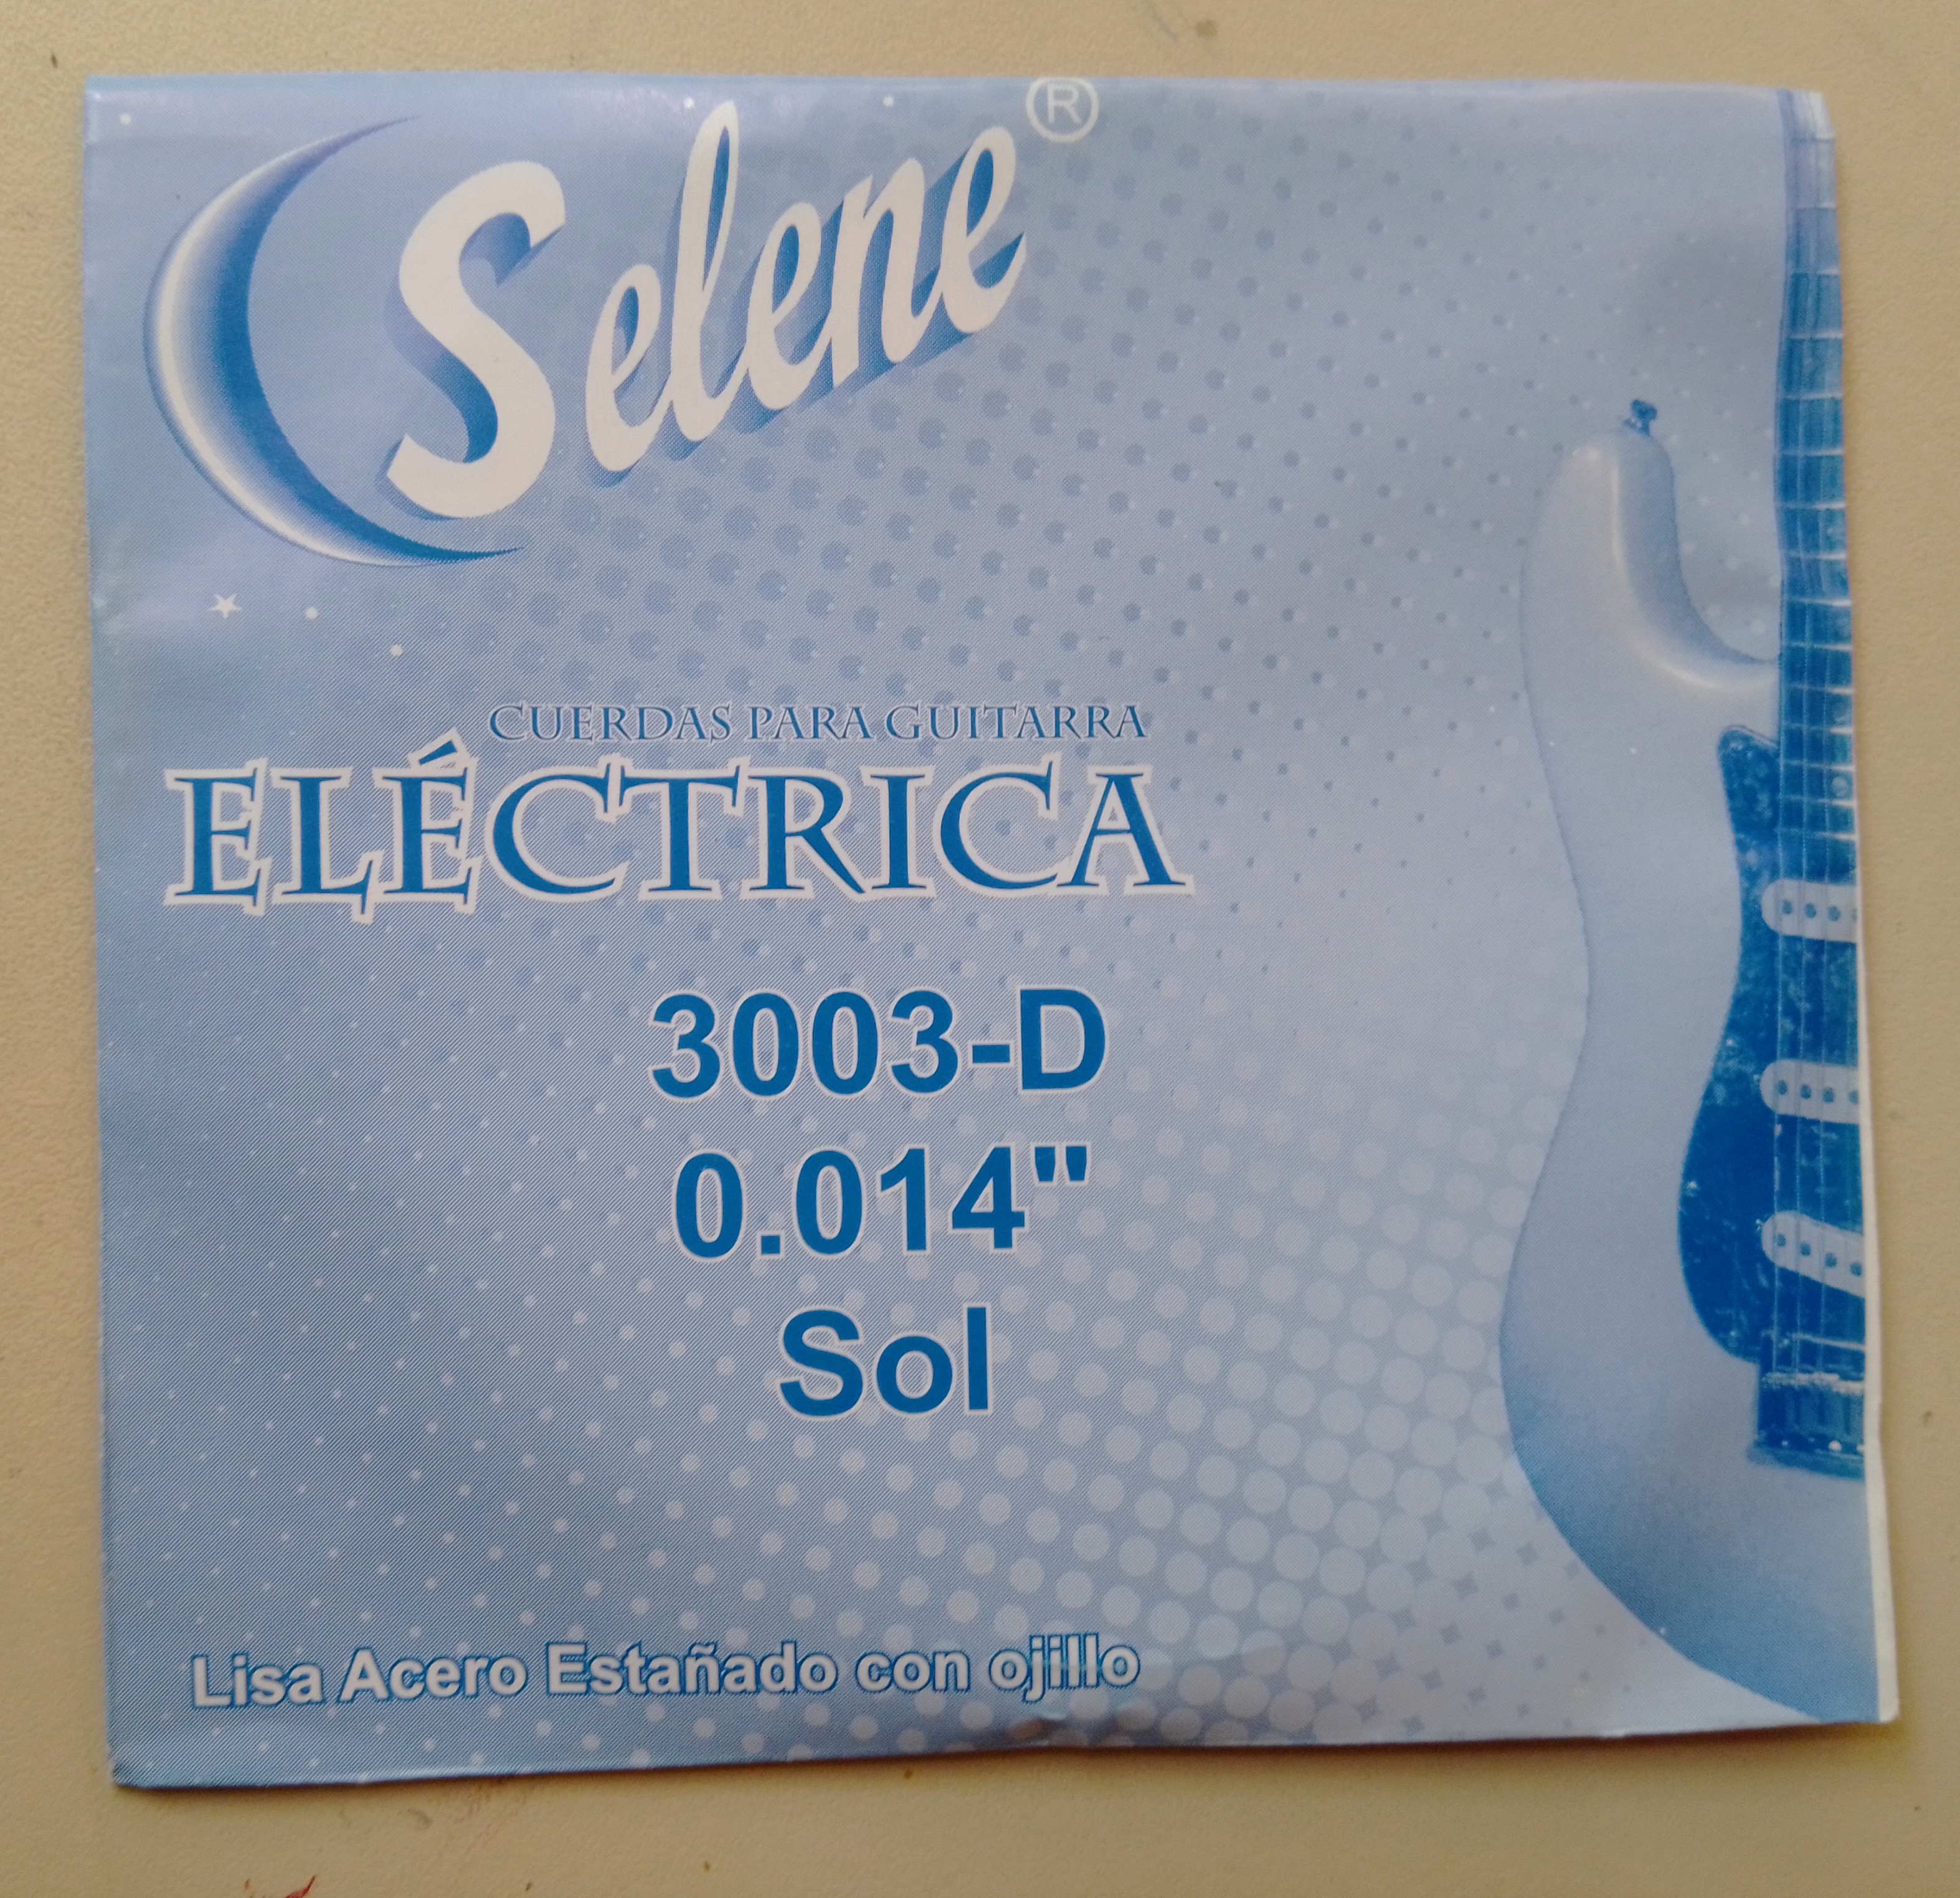 Selene®
CUERDAS PARA GUITARRA
ELÉCTRICA
3003-D
0.014"
Sol
Lisa Acero Estañado con ojillo